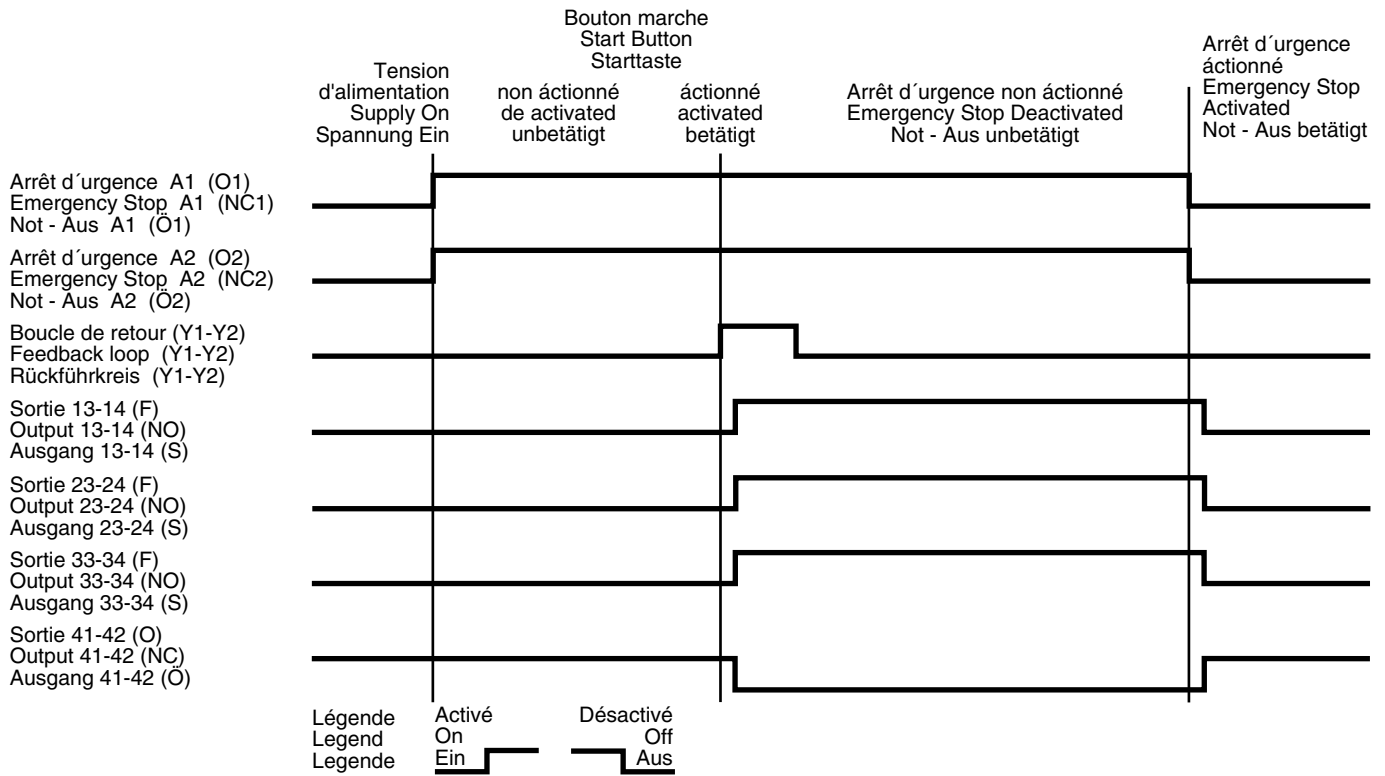 Bouton marche
Start Button
Starttaste
Tension
d'alimentation
Supply On
Spannung Ein
non áctionné
de activated
unbetätigt
áctionné
activated
betätigt
Arrêt d´urgence non áctionné
Emergency Stop Deactivated
Not - Aus unbetätigt
Arrêt d´urgence
áctionné
Emergency Stop
Activated
Not - Aus betätigt
Arrêt d´urgence A1 (O1)
Emergency Stop A1 (NC1)
Not - Aus A1 (Ö1)
Arrêt d´urgence A2 (O2)
Emergency Stop A2 (NC2)
Not - Aus A2 (Ö2)
Boucle de retour (Y1-Y2)
Feedback loop (Y1-Y2)
Rückführkreis (Y1-Y2)
Sortie 13-14 (F)
Output 13-14 (NO)
Ausgang 13-14 (S)
Sortie 23-24 (F)
Output 23-24 (NO)
Ausgang 23-24 (S)
Sortie 33-34 (F)
Output 33-34 (NO)
Ausgang 33-34 (S)
Sortie 41-42 (O)
Output 41-42 (NC)
Ausgang 41-42 (Ö)
Légende
Legend
Legende
Activé
On
Ein
Désactivé
Off
Aus